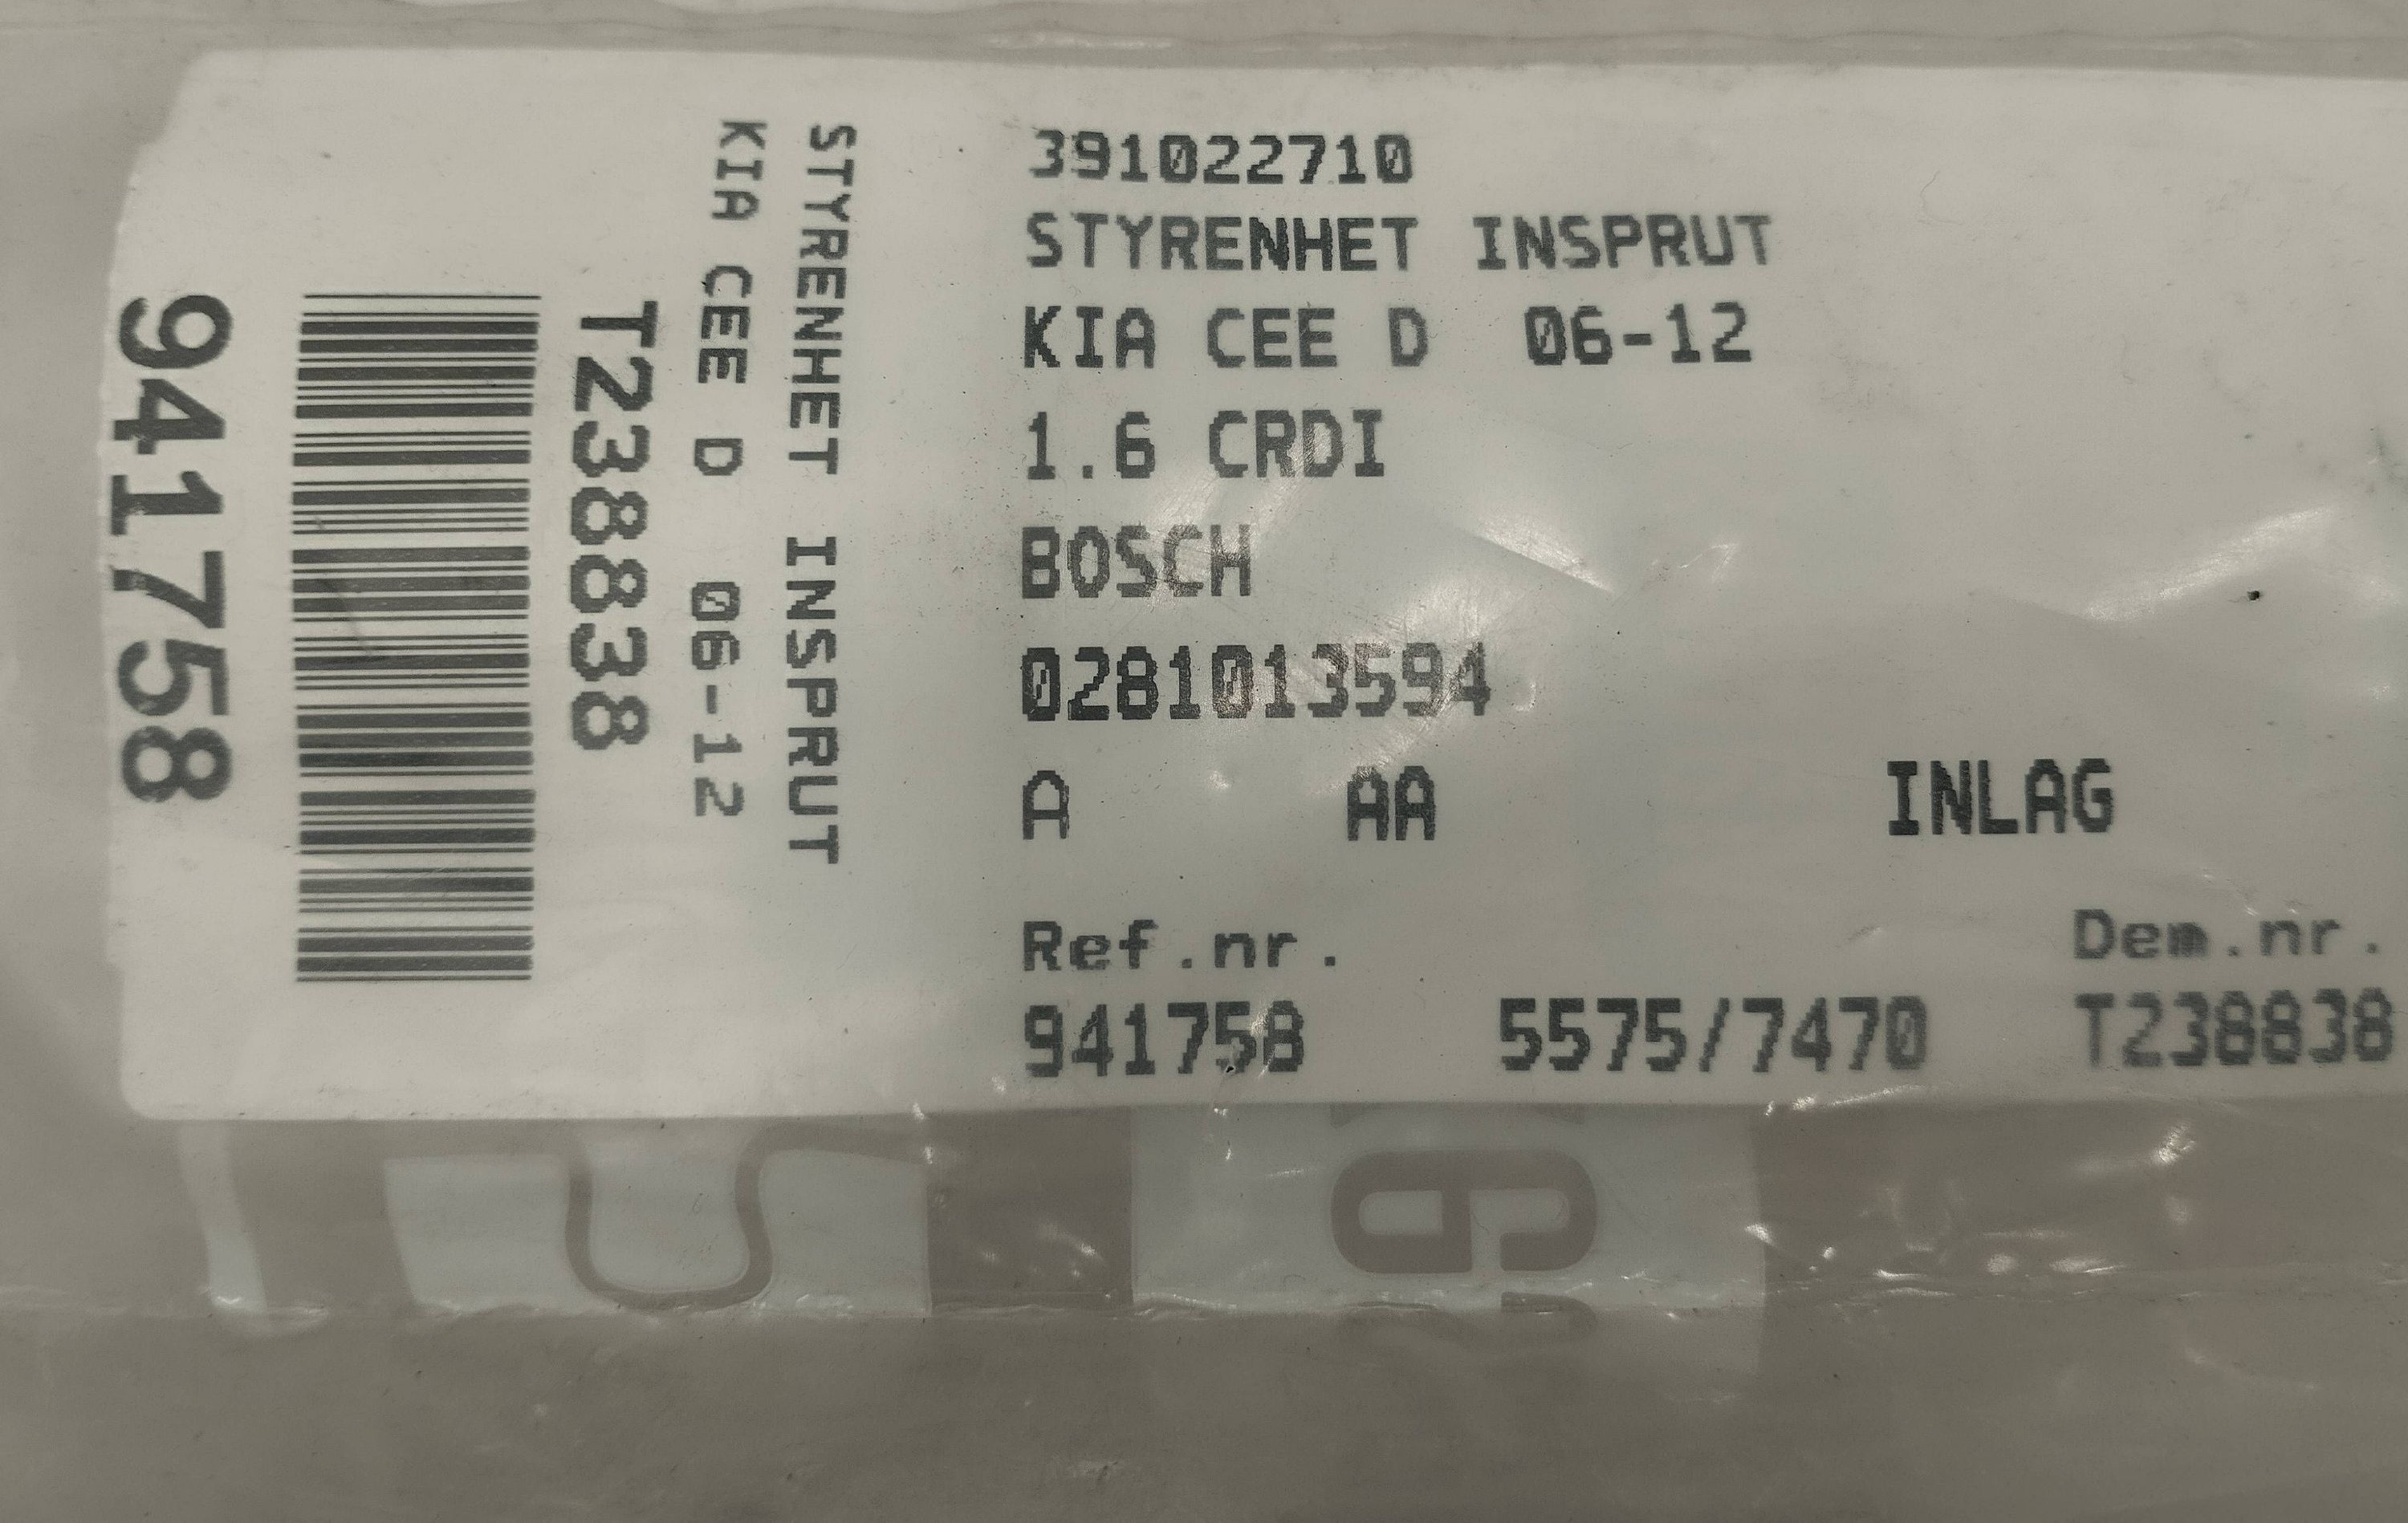 391022710
STYRENHET INSPRUT
KIA CEE D 06-12
1.6 CRDI
BOSCH
0281013594
A AA INLAG
Ref.nr. Dem.nr.
941758 5575/7470 T238838
STYRENHET INSPRUT
KIA CEE D 06-12
T238838
941758